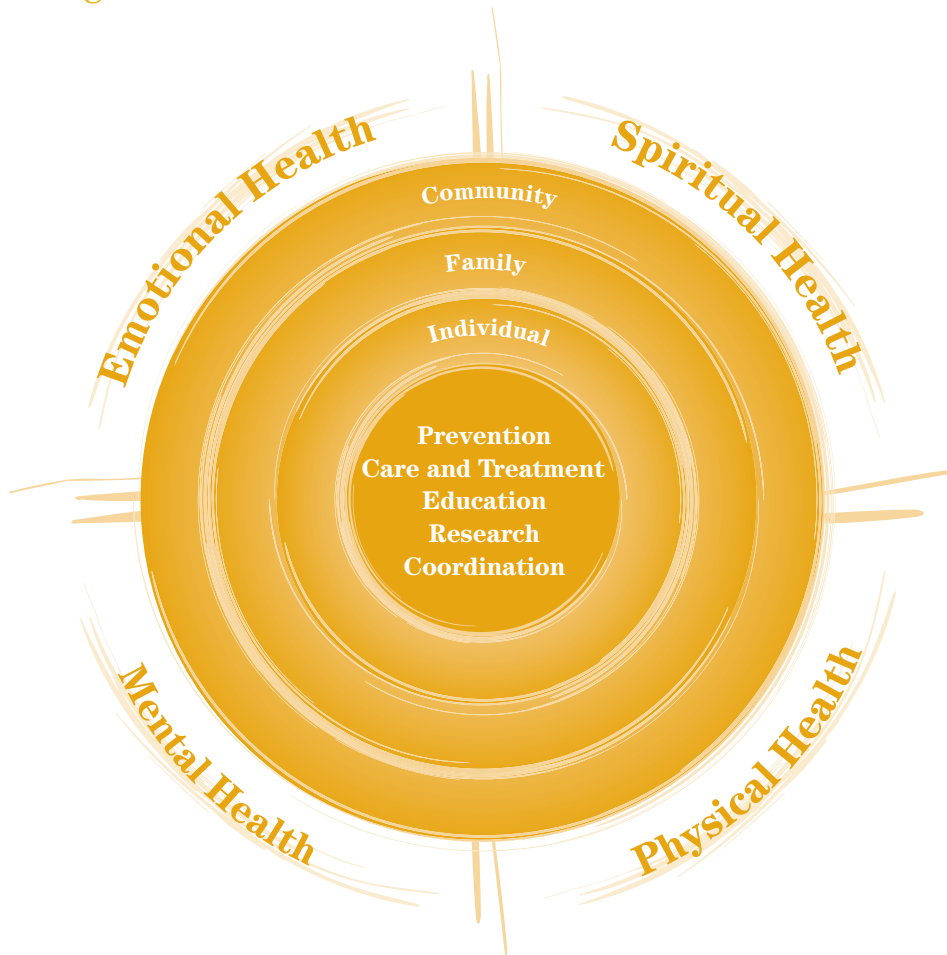 Emotional Health
Spiritual Health
Community
Family
Individual
Prevention
Care and Treatment
Education
Research
Coordination
Mental Health
Physical Health